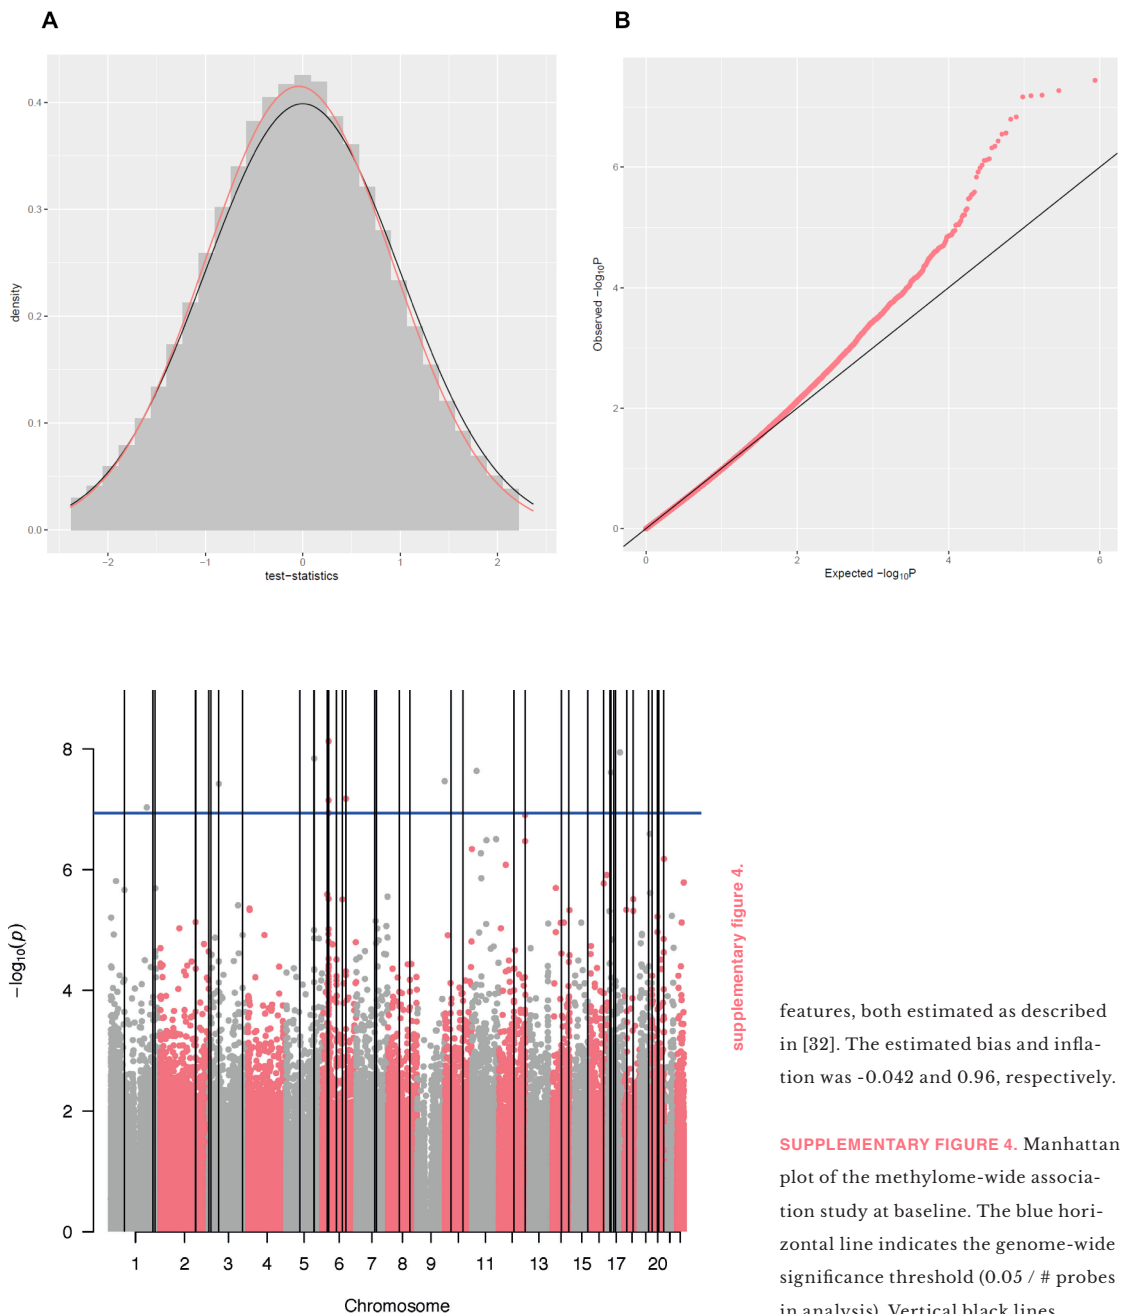 A
B
0.4
0.3
0.2
0.1
0.0
density
−2
−1
0
1
2
test−statistics
6
4
2
0
Observed −log10P
0
2
4
6
Expected −log10P
8
6
4
2
0
−log10(p)
1 2 3 4 5 6 7 8 9 11 13 15 17 20
Chromosome
supplementary figure 4.
features, both estimated as described
in [32]. The estimated bias and infla-
tion was -0.042 and 0.96, respectively.
SUPPLEMENTARY FIGURE 4. Manhattan
plot of the methylome-wide associa-
tion study at baseline. The blue hori-
zontal line indicates the genome-wide
significance threshold (0.05 / # probes
in analysis). Vertical black lines